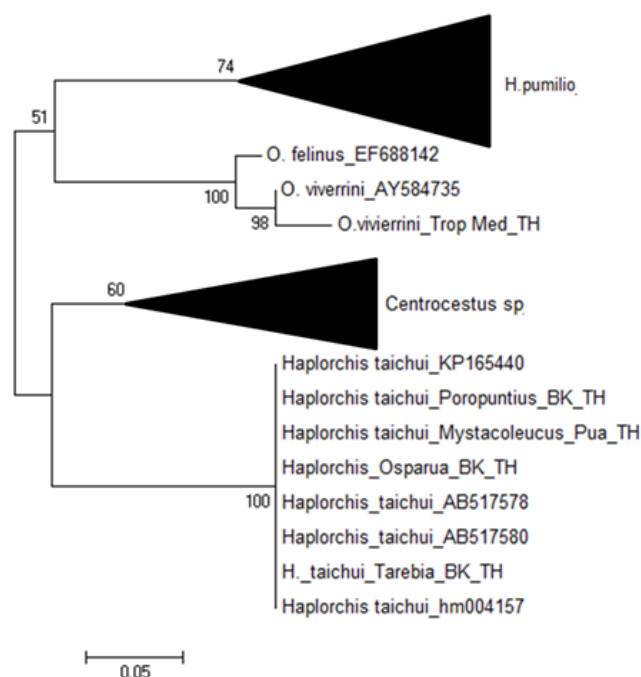 74
H.pumilio
51
O. felinus_EF688142
O. viverrini_AY584735
100
98
O.vivierrini_Trop Med_TH
60
Centrocestus sp
Haplorchis taichui_KP165440
Haplorchis taichui_Poropuntius_BK_TH
Haplorchis taichui_Mystacoleucus_Pua_TH
Haplorchis_Osparua_BK_TH
100
Haplorchis_taichui_AB517578
Haplorchis_taichui_AB517580
H._taichui_Tarebia_BK_TH
Haplorchis taichui_hm004157
0.05